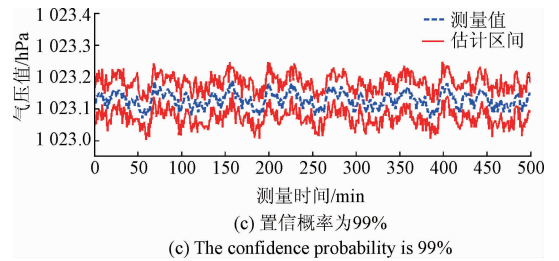 1 023.4
1 023.3
1 023.2
1 023.1
1 023.0
气压值/hPa
测量值
估计区间
0 50 100 150 200 250 300 350 400 450 500
测量时间/min
(c) 置信概率为99%
(c) The confidence probability is 99%